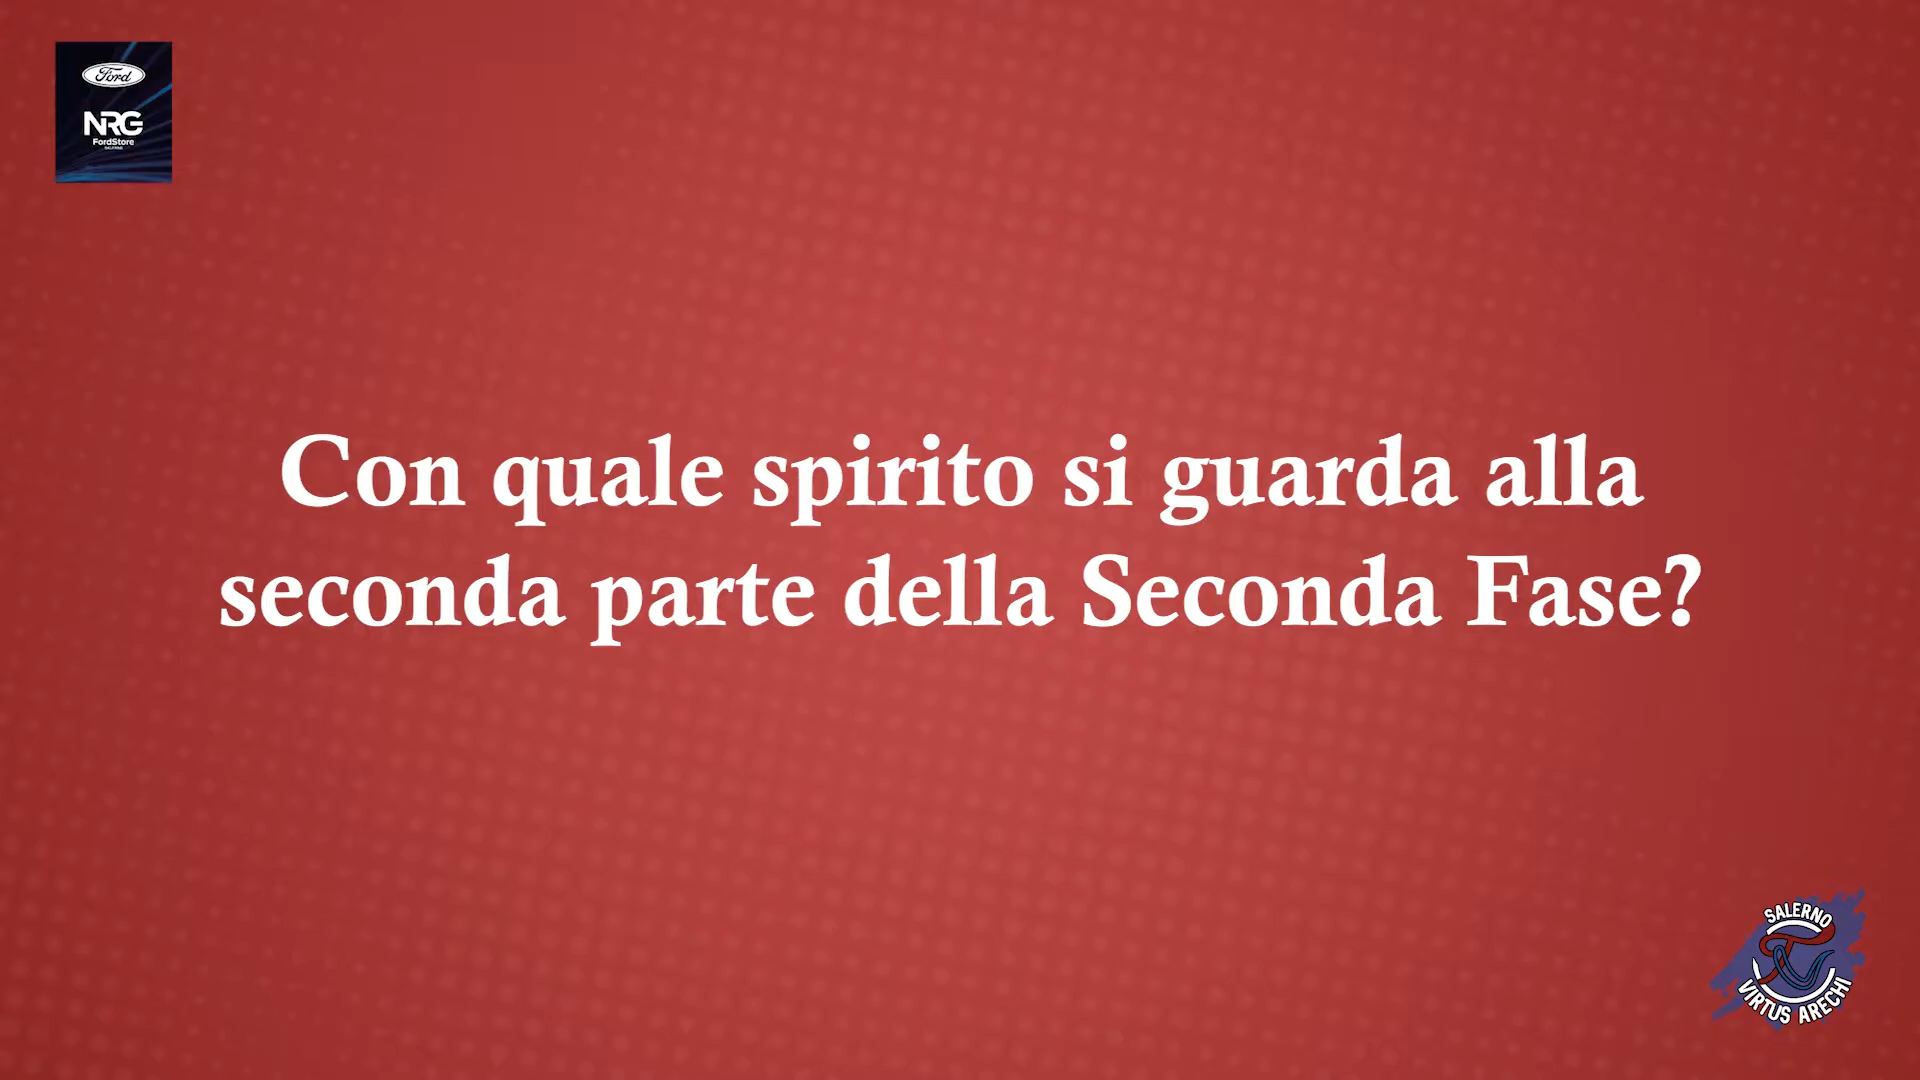 Ford
NRG
FordStore
Con quale spirito si guarda alla
seconda parte della Seconda Fase?
SALERNO
VIRTUS ARECHI